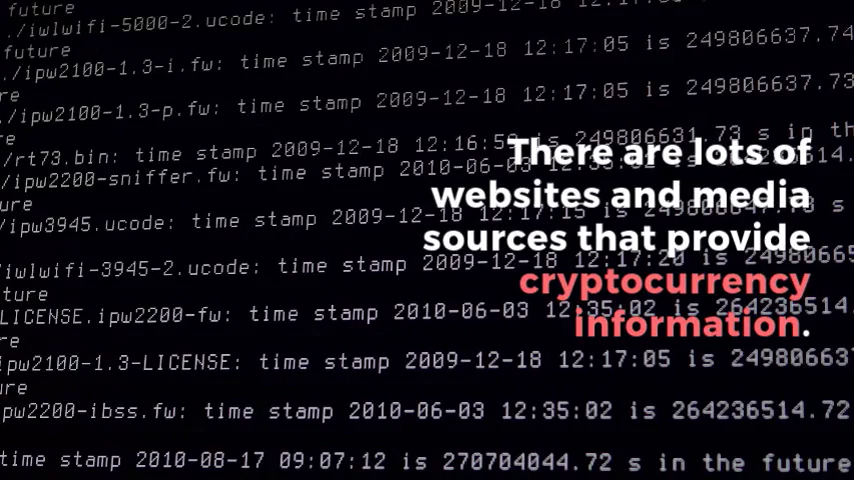 future
./iwlwifi-5000-2.ucode: time stamp 2009-12-18 12:17:
future
./ipw2100-1.3-i.fw: time stamp 2009-12-18 12:17:05 is 249806637.74
re
./ipw2100-1.3-p.fw: time stamp 2009-12-18 12:17:05 is 249806637.73
re
/rt73.bin: time stamp 2009-12-18 12:16:59 is 249806631.73 s in th
/ipw2200-sniffer.fw: time stamp 2010-06-03
ure
/ipw3945.ucode: time stamp 2009-12-18 12:17:15 is
/iwlwifi-3945-2.ucode: time stamp 2009-12-18 12:17:20 is
ture
LICENSE.ipw2200-fw: time stamp 2010-06-03 12:35:02 is 264236514
re
ipw2100-1.3-LICENSE: time stamp 2009-12-18 12:17:05 is 249806637
ure
pw2200-ibss.fw: time stamp 2010-06-03 12:35:02 is 264236514.72
time stamp 2010-08-17 09:07:12 is 270704044.72 s in the future
There are lots of
websites and media
sources that provide
cryptocurrency
information.